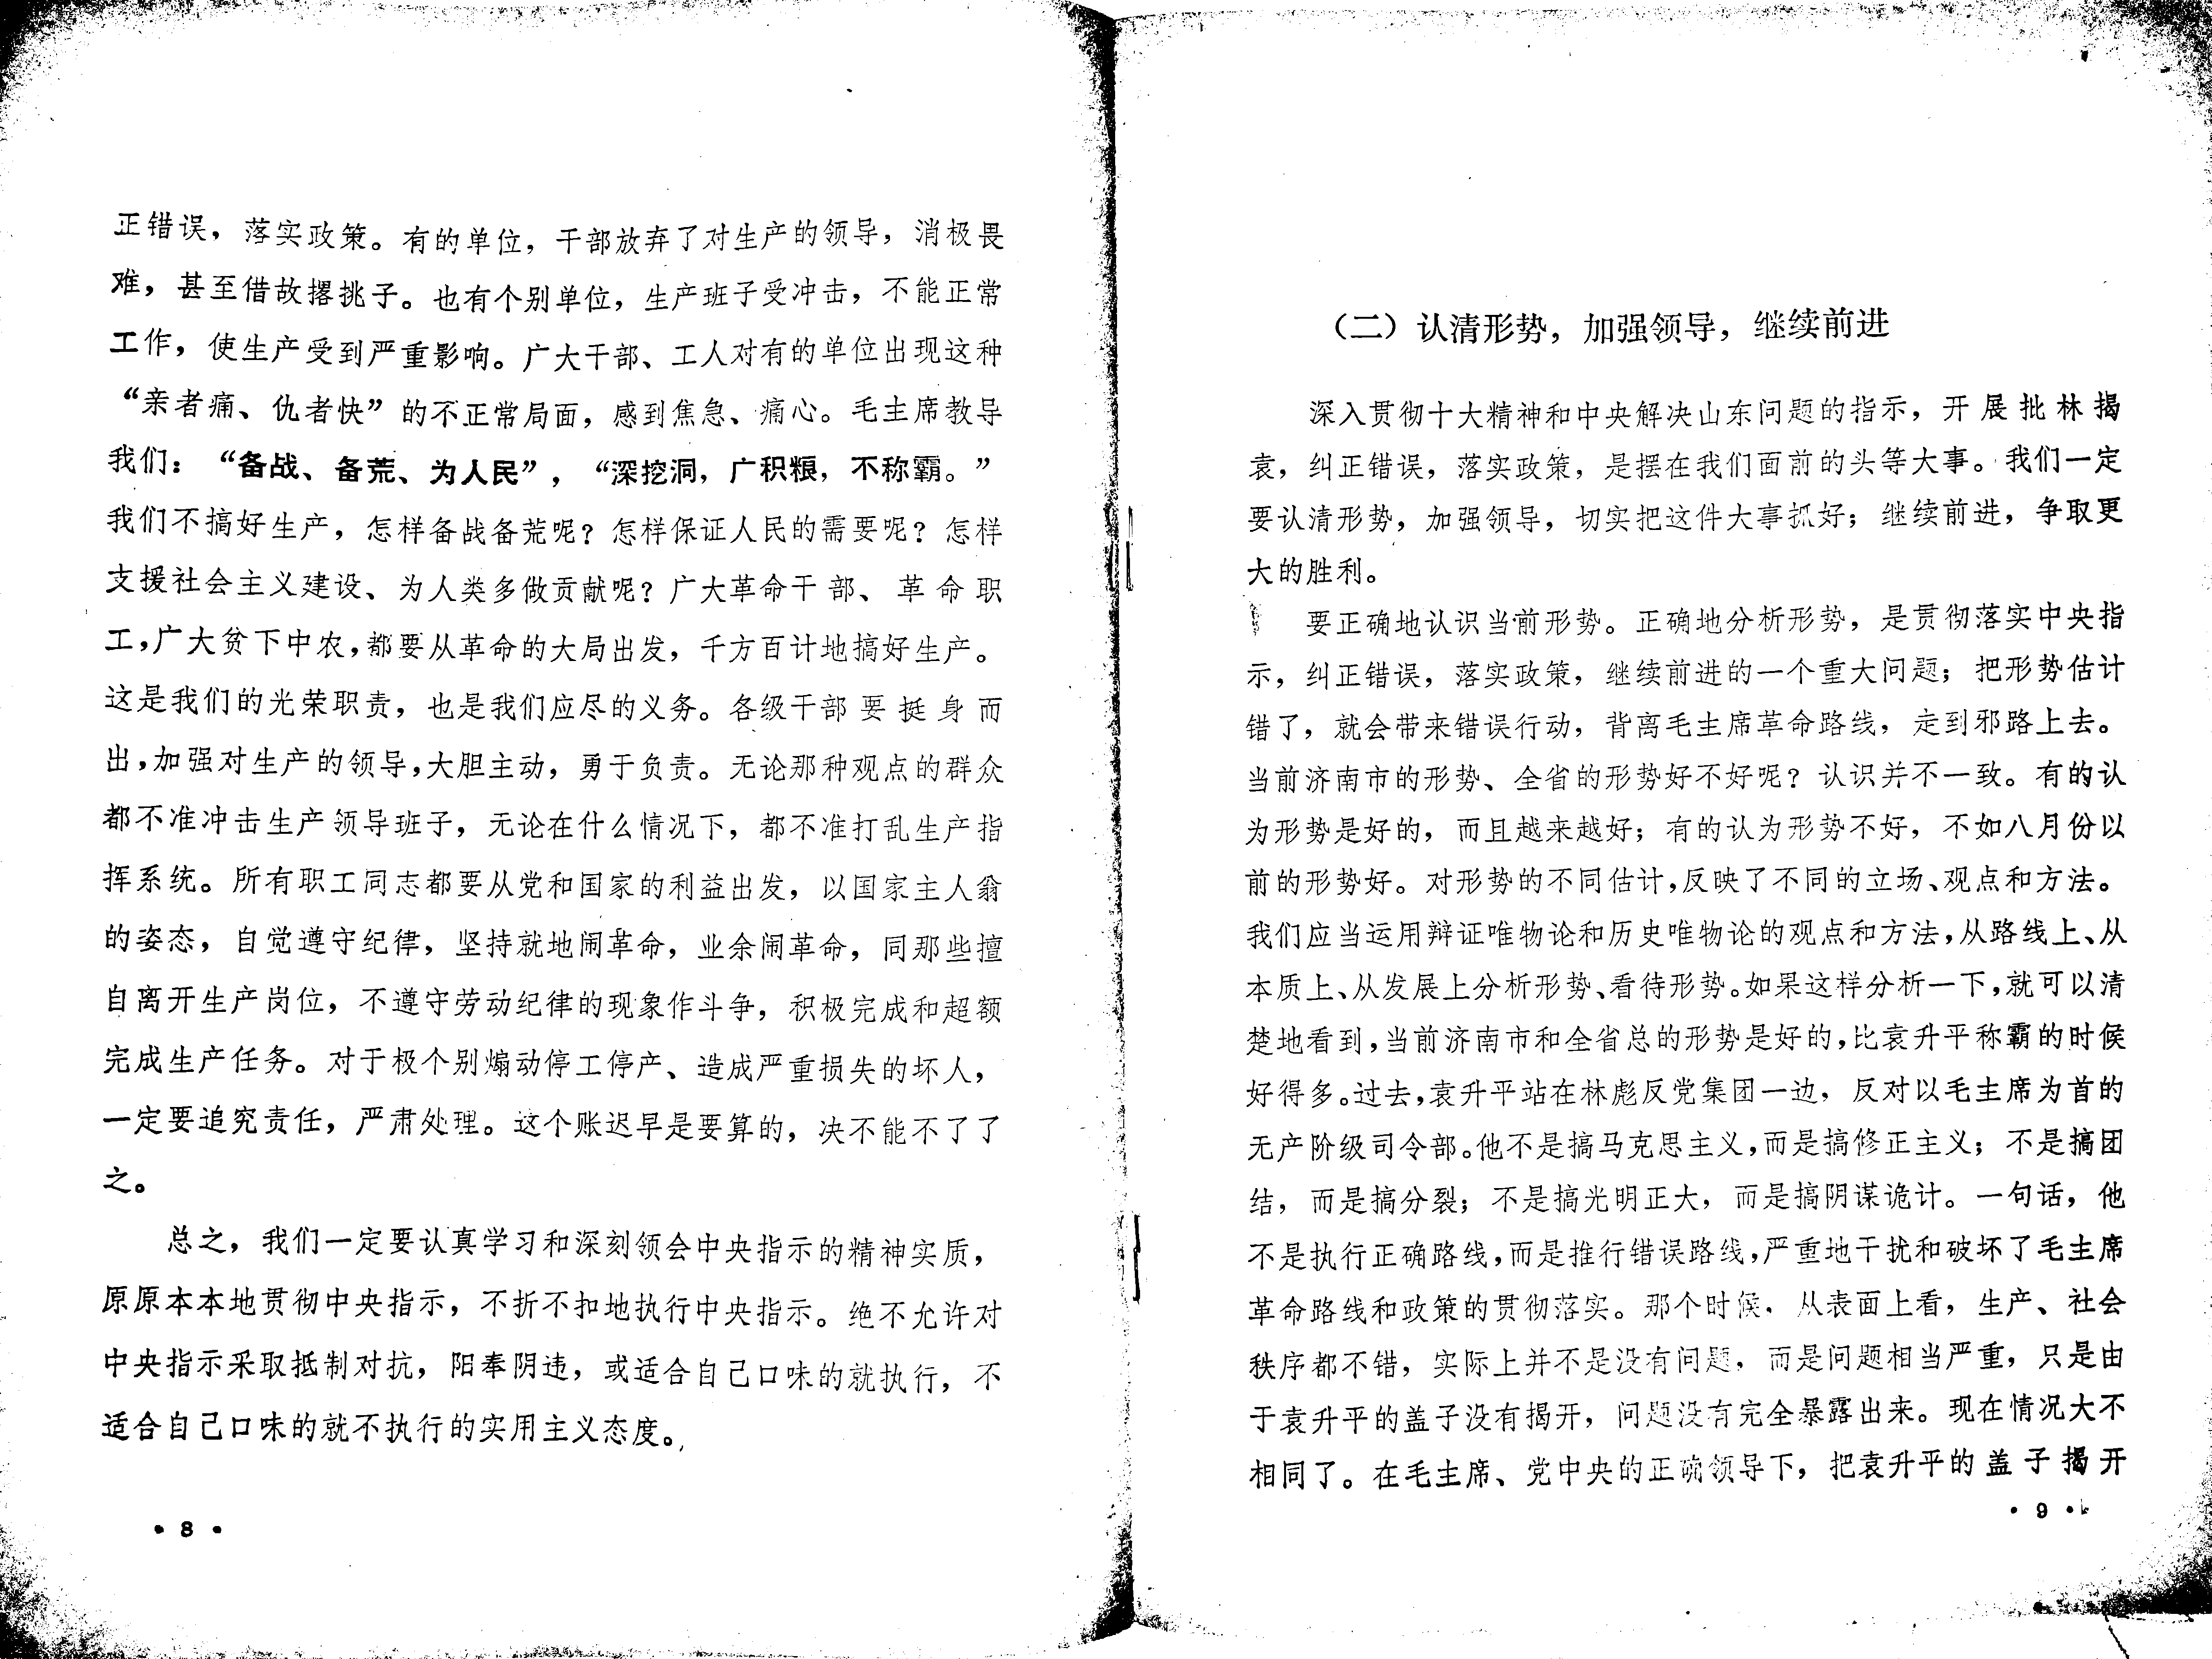 正错误，落实政策。有的单位，干部放弃了对生产的领导，消极畏
难，甚至借故撂挑子。也有个别单位，生产班子受冲击，不能正常
工作，使生产受到严重影响。广大干部、工人对有的单位出现这种
“亲者痛、仇者快”的不正常局面，感到焦急、痛心。毛主席教导
我们：“备战、备荒、为人民”，“深挖洞，广积粮，不称霸。”
我们不搞好生产，怎样备战备荒呢？怎样保证人民的需要呢？怎样
支援社会主义建设、为人类多做贡献呢？广大革命干部、革命职
工，广大贫下中农，都要从革命的大局出发，千方百计地搞好生产。
这是我们的光荣职责，也是我们应尽的义务。各级干部要挺身而
出，加强对生产的领导，大胆主动，勇于负责。无论那种观点的群众
都不准冲击生产领导班子，无论在什么情况下，都不准打乱生产指
挥系统。所有职工同志都要从党和国家的利益出发，以国家主人翁
的姿态，自觉遵守纪律，坚持就地闹革命，业余闹革命，同那些擅
自离开生产岗位，不遵守劳动纪律的现象作斗争，积极完成和超额
完成生产任务。对于极个别煽动停工停产、造成严重损失的坏人，
一定要追究责任，严肃处理。这个账迟早是要算的，决不能不了了
之。
总之，我们一定要认真学习和深刻领会中央指示的精神实质，
原原本本地贯彻中央指示，不折不扣地执行中央指示。绝不允许对
中央指示采取抵制对抗，阳奉阴违，或适合自己口味的就执行，不
适合自己口味的就不执行的实用主义态度。
• 8 •
（二）认清形势，加强领导，继续前进
深入贯彻十大精神和中央解决山东问题的指示，开展批林揭
袁，纠正错误，落实政策，是摆在我们面前的头等大事。我们一定
要认清形势，加强领导，切实把这件大事抓好；继续前进，争取更
大的胜利。
要正确地认识当前形势。正确地分析形势，是贯彻落实中央指
示，纠正错误，落实政策，继续前进的一个重大问题；把形势估计
错了，就会带来错误行动，背离毛主席革命路线，走到邪路上去。
当前济南市的形势、全省的形势好不好呢？认识并不一致。有的认
为形势是好的，而且越来越好；有的认为形势不好，不如八月份以
前的形势好。对形势的不同估计，反映了不同的立场、观点和方法。
我们应当运用辩证唯物论和历史唯物论的观点和方法，从路线上、从
本质上、从发展上分析形势、看待形势。如果这样分析一下，就可以清
楚地看到，当前济南市和全省总的形势是好的，比袁升平称霸的时候
好得多。过去，袁升平站在林彪反党集团一边，反对以毛主席为首的
无产阶级司令部。他不是搞马克思主义，而是搞修正主义；不是搞团
结，而是搞分裂；不是搞光明正大，而是搞阴谋诡计。一句话，他
不是执行正确路线，而是推行错误路线，严重地干扰和破坏了毛主席
革命路线和政策的贯彻落实。那个时候，从表面上看，生产、社会
秩序都不错，实际上并不是没有问题，而是问题相当严重，只是由
于袁升平的盖子没有揭开，问题没有完全暴露出来。现在情况大不
相同了。在毛主席、党中央的正确领导下，把袁升平的盖子揭开
• 9 •